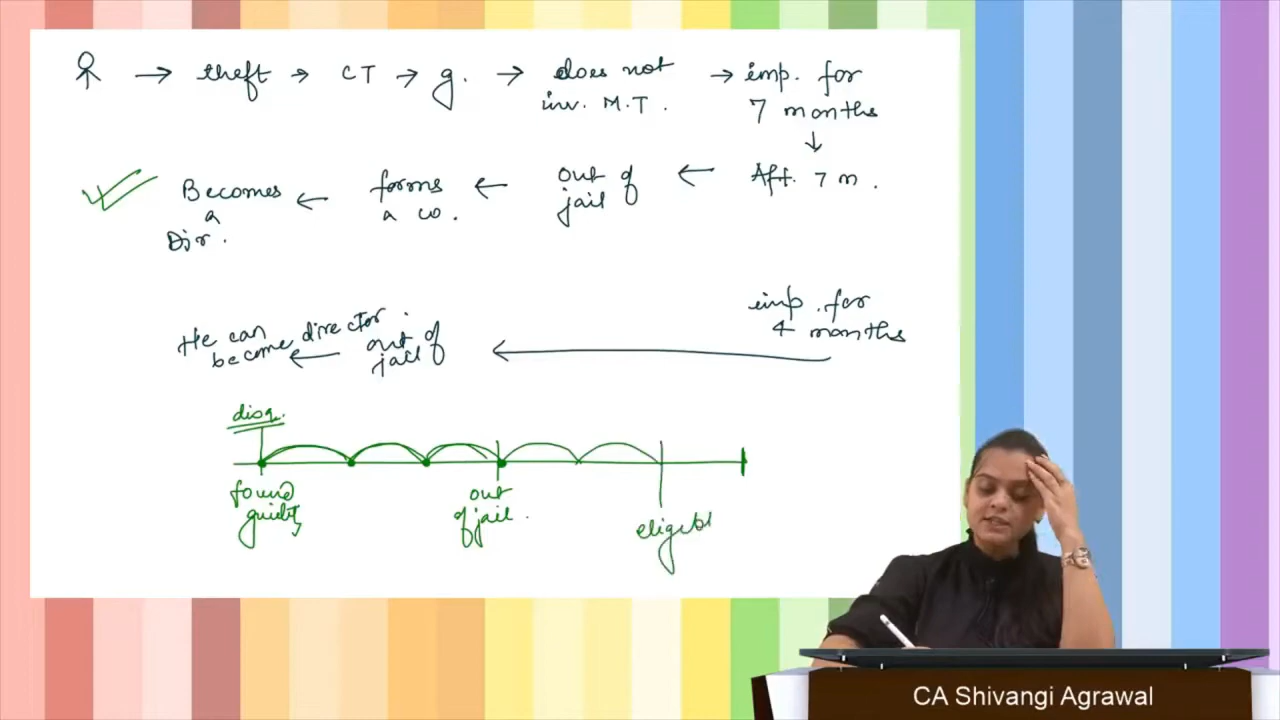 → theft → CT → g. → does not inv. M.T. → imp. for 7 months
↓
Aff. 7 m.
← out of jail
← forms a co.
← Becomes a Dir.
imp. for 4 months
← out of jail
← He can become director.
disq.
found guilty
out of jail.
eligibl
CA Shivangi Agrawal